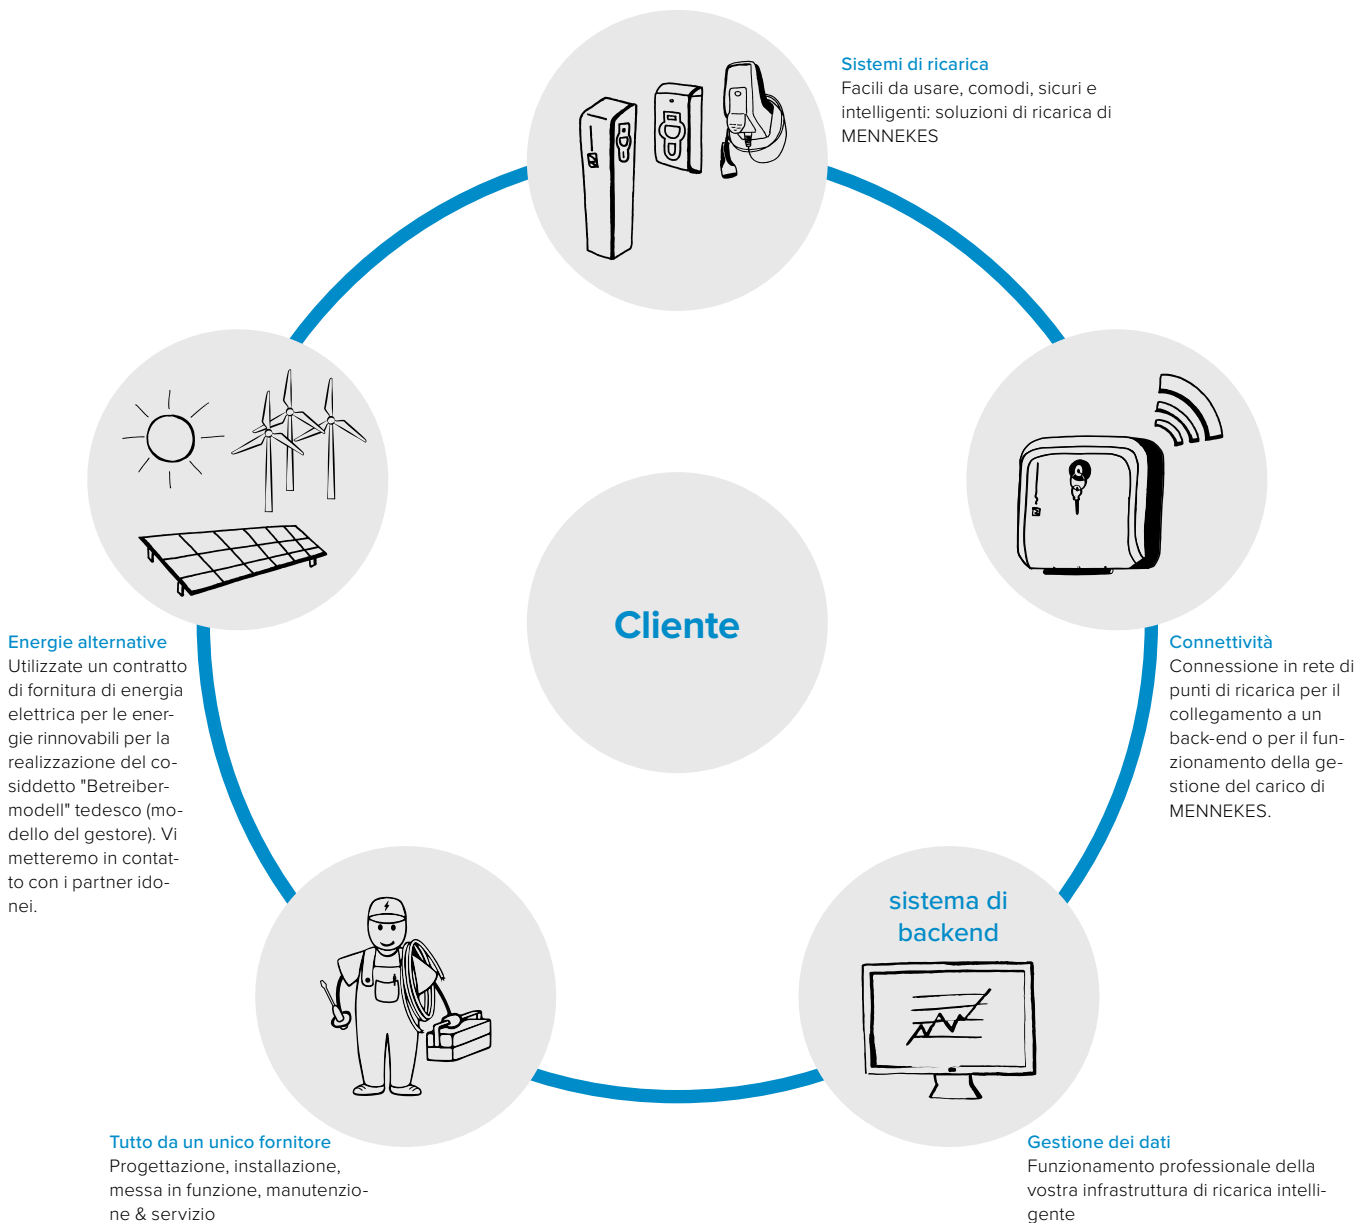 Sistemi di ricarica
Facili da usare, comodi, sicuri e
intelligenti: soluzioni di ricarica di
MENNEKES
Cliente
Energie alternative
Utilizzate un contratto
di fornitura di energia
elettrica per le ener-
gie rinnovabili per la
realizzazione del co-
siddetto "Betreiber-
modell" tedesco (mo-
dello del gestore). Vi
metteremo in contat-
to con i partner ido-
nei.
Connettività
Connessione in rete di
punti di ricarica per il
collegamento a un
back-end o per il fun-
zionamento della ge-
stione del carico di
MENNEKES.
sistema di
backend
Tutto da un unico fornitore
Progettazione, installazione,
messa in funzione, manutenzio-
ne & servizio
Gestione dei dati
Funzionamento professionale della
vostra infrastruttura di ricarica intelli-
gente